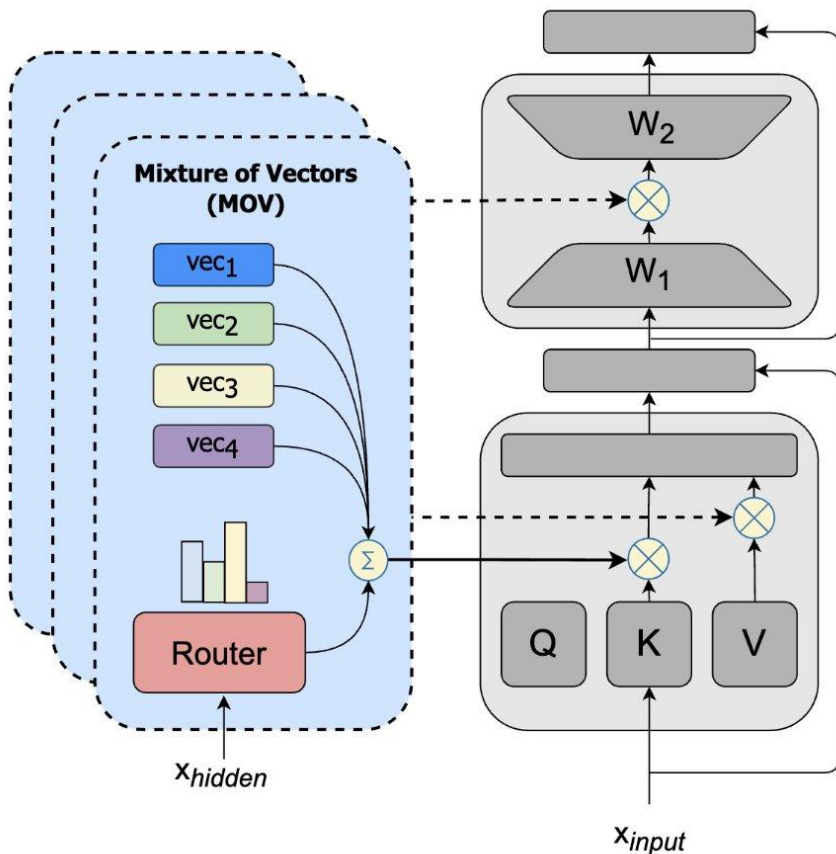 Mixture of Vectors
(MOV)
vec1
vec2
vec3
vec4
Σ
Router
xhidden
W2
W1
Q
K
V
xinput